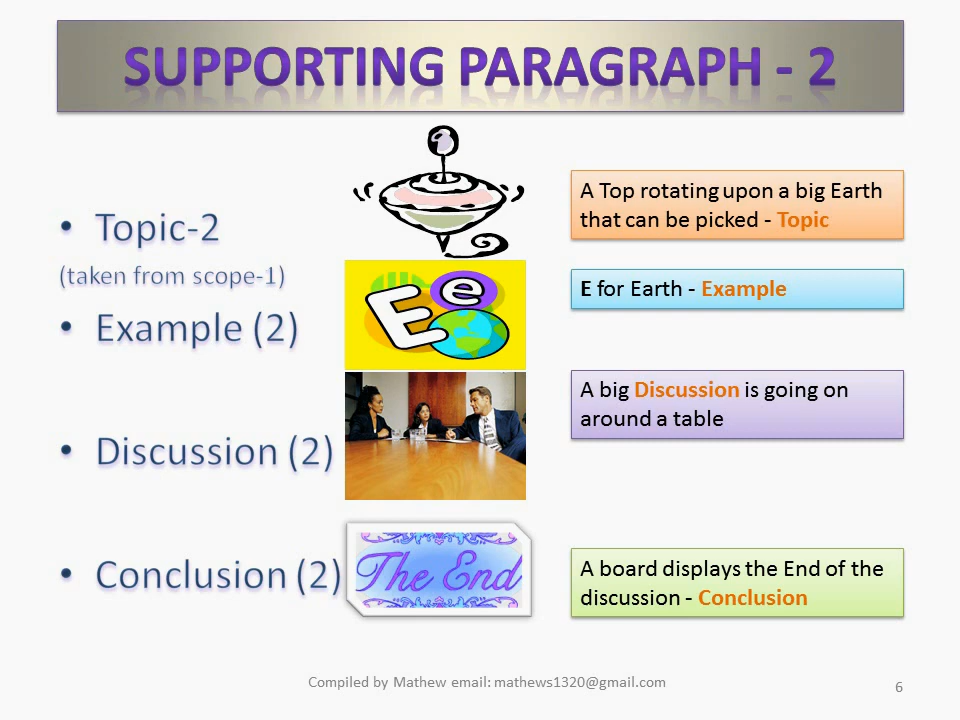 SUPPORTING PARAGRAPH - 2
• Topic-2
(taken from scope-1)
• Example (2)
• Discussion (2)
• Conclusion (2)
E e
The End
A Top rotating upon a big Earth
that can be picked - Topic
E for Earth - Example
A big Discussion is going on
around a table
A board displays the End of the
discussion - Conclusion
Compiled by Mathew email: mathews1320@gmail.com
6